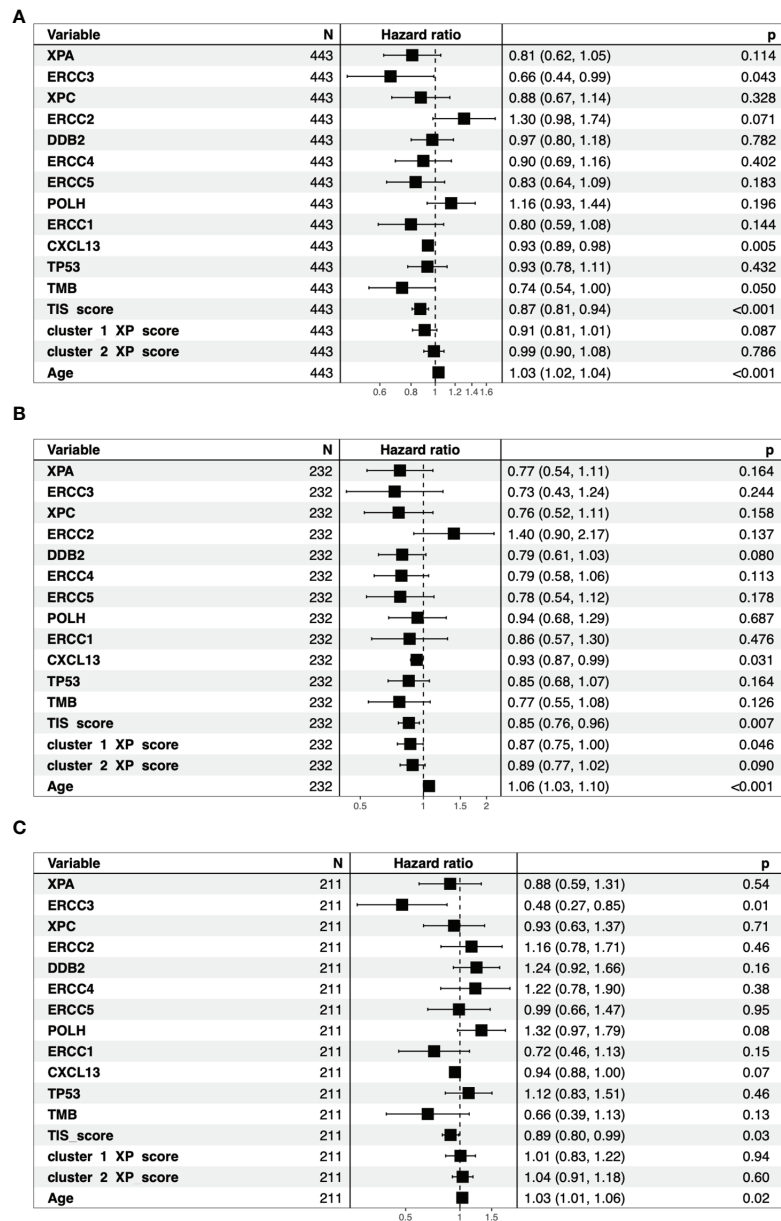 A
Variable N Hazard ratio p
XPA 443 0.81 (0.62, 1.05) 0.114
ERCC3 443 0.66 (0.44, 0.99) 0.043
XPC 443 0.88 (0.67, 1.14) 0.328
ERCC2 443 1.30 (0.98, 1.74) 0.071
DDB2 443 0.97 (0.80, 1.18) 0.782
ERCC4 443 0.90 (0.69, 1.16) 0.402
ERCC5 443 0.83 (0.64, 1.09) 0.183
POLH 443 1.16 (0.93, 1.44) 0.196
ERCC1 443 0.80 (0.59, 1.08) 0.144
CXCL13 443 0.93 (0.89, 0.98) 0.005
TP53 443 0.93 (0.78, 1.11) 0.432
TMB 443 0.74 (0.54, 1.00) 0.050
TIS score 443 0.87 (0.81, 0.94) <0.001
cluster 1 XP score 443 0.91 (0.81, 1.01) 0.087
cluster 2 XP score 443 0.99 (0.90, 1.08) 0.786
Age 443 1.03 (1.02, 1.04) <0.001
0.6 0.8 1 1.2 1.4 1.6
B
Variable N Hazard ratio p
XPA 232 0.77 (0.54, 1.11) 0.164
ERCC3 232 0.73 (0.43, 1.24) 0.244
XPC 232 0.76 (0.52, 1.11) 0.158
ERCC2 232 1.40 (0.90, 2.17) 0.137
DDB2 232 0.79 (0.61, 1.03) 0.080
ERCC4 232 0.79 (0.58, 1.06) 0.113
ERCC5 232 0.78 (0.54, 1.12) 0.178
POLH 232 0.94 (0.68, 1.29) 0.687
ERCC1 232 0.86 (0.57, 1.30) 0.476
CXCL13 232 0.93 (0.87, 0.99) 0.031
TP53 232 0.85 (0.68, 1.07) 0.164
TMB 232 0.77 (0.55, 1.08) 0.126
TIS score 232 0.85 (0.76, 0.96) 0.007
cluster 1 XP score 232 0.87 (0.75, 1.00) 0.046
cluster 2 XP score 232 0.89 (0.77, 1.02) 0.090
Age 232 1.06 (1.03, 1.10) <0.001
0.5 1 1.5 2
C
Variable N Hazard ratio p
XPA 211 0.88 (0.59, 1.31) 0.54
ERCC3 211 0.48 (0.27, 0.85) 0.01
XPC 211 0.93 (0.63, 1.37) 0.71
ERCC2 211 1.16 (0.78, 1.71) 0.46
DDB2 211 1.24 (0.92, 1.66) 0.16
ERCC4 211 1.22 (0.78, 1.90) 0.38
ERCC5 211 0.99 (0.66, 1.47) 0.95
POLH 211 1.32 (0.97, 1.79) 0.08
ERCC1 211 0.72 (0.46, 1.13) 0.15
CXCL13 211 0.94 (0.88, 1.00) 0.07
TP53 211 1.12 (0.83, 1.51) 0.46
TMB 211 0.66 (0.39, 1.13) 0.13
TIS_score 211 0.89 (0.80, 0.99) 0.03
cluster 1 XP score 211 1.01 (0.83, 1.22) 0.94
cluster 2 XP score 211 1.04 (0.91, 1.18) 0.60
Age 211 1.03 (1.01, 1.06) 0.02
0.5 1 1.5